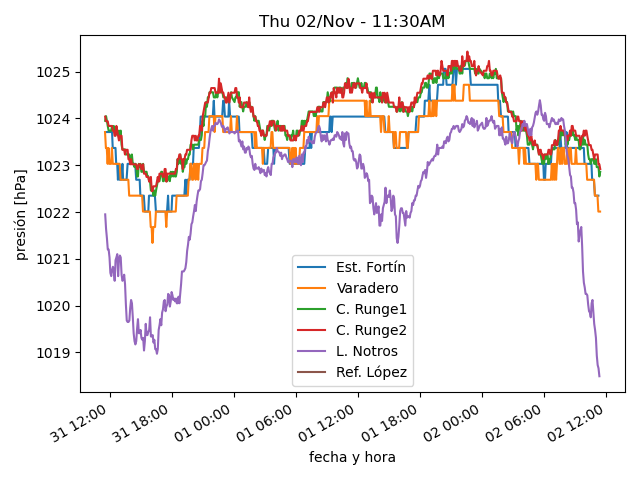 Thu 02/Nov - 11:30AM
presión [hPa]
1025
1024
1023
1022
1021
1020
1019
Est. Fortín
Varadero
C. Runge1
C. Runge2
L. Notros
Ref. López
31 12:00
31 18:00
01 00:00
01 06:00
01 12:00
01 18:00
02 00:00
02 06:00
02 12:00
fecha y hora